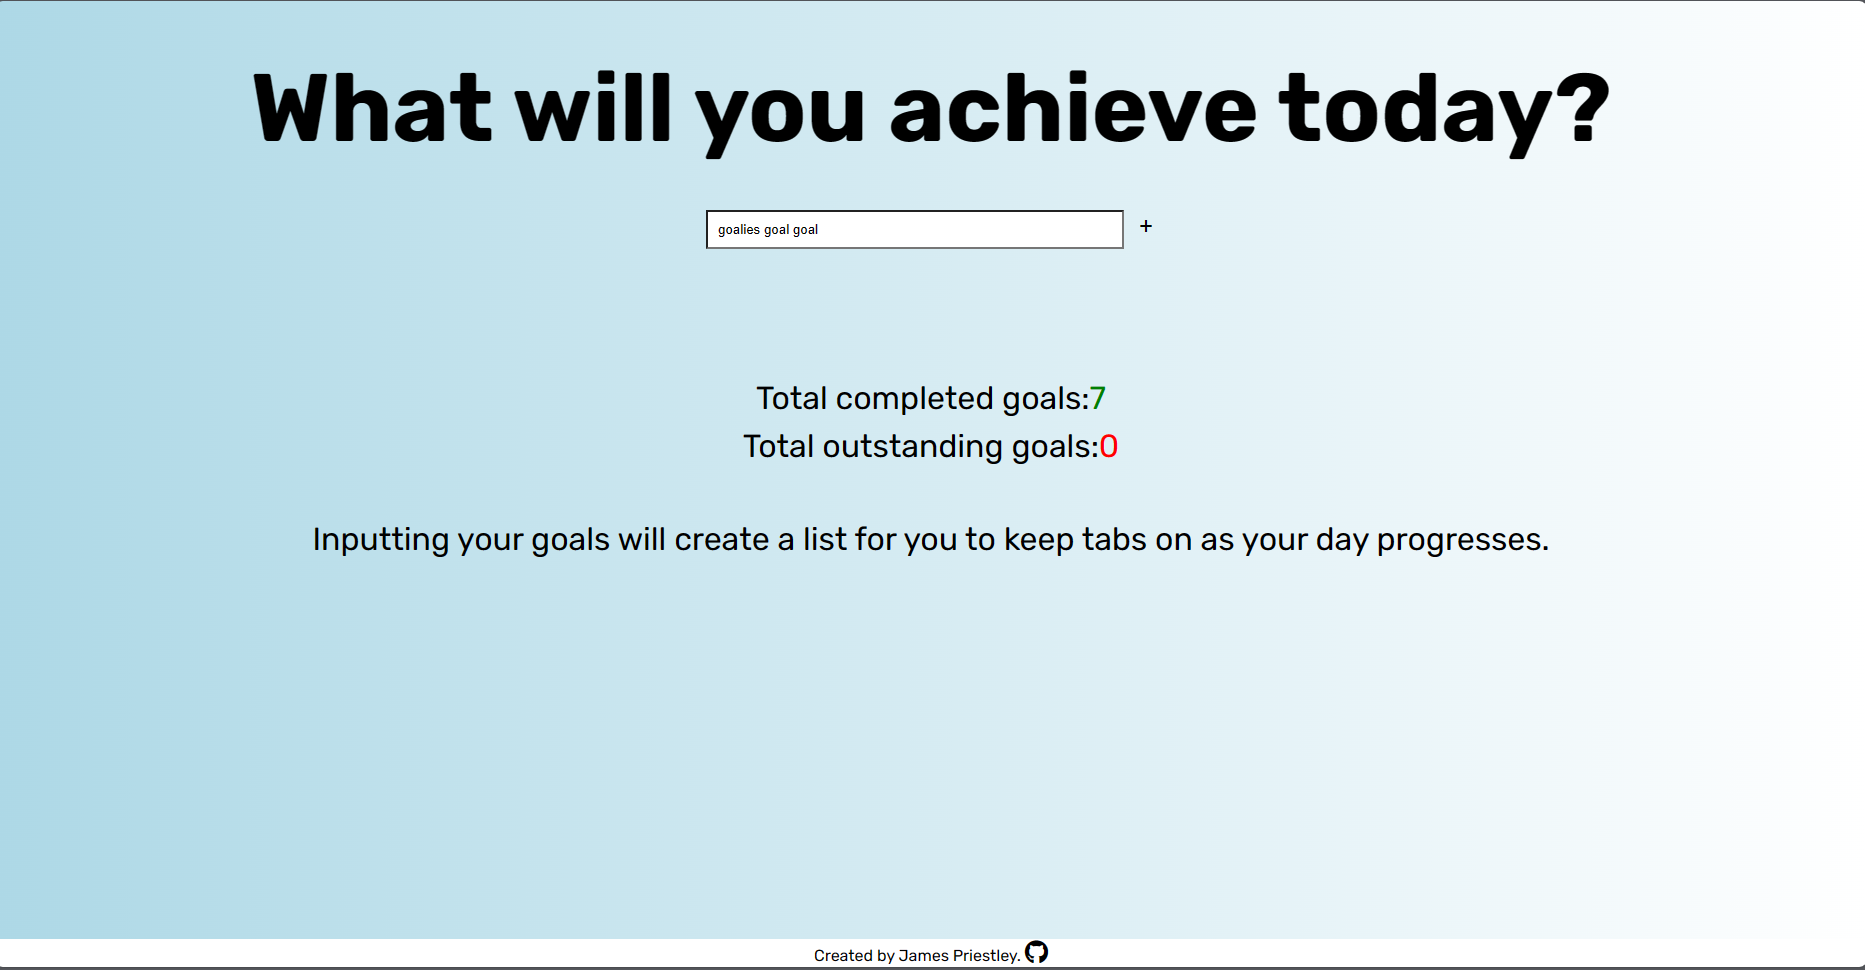 What will you achieve today?
goalies goal goal +
Total completed goals:7
Total outstanding goals:0
Inputting your goals will create a list for you to keep tabs on as your day progresses.
Created by James Priestley.